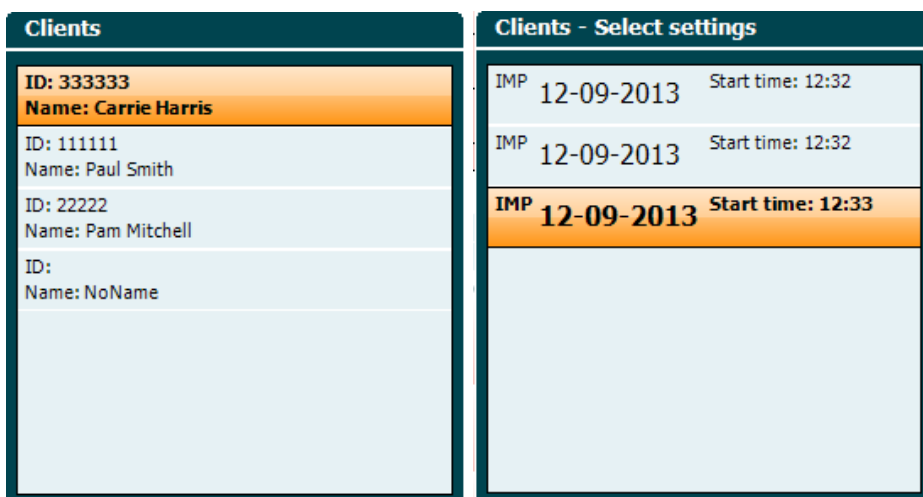 Clients
ID: 333333
Name: Carrie Harris
ID: 111111
Name: Paul Smith
ID: 22222
Name: Pam Mitchell
ID:
Name: NoName
Clients - Select settings
IMP 12-09-2013 Start time: 12:32
IMP 12-09-2013 Start time: 12:32
IMP 12-09-2013 Start time: 12:33